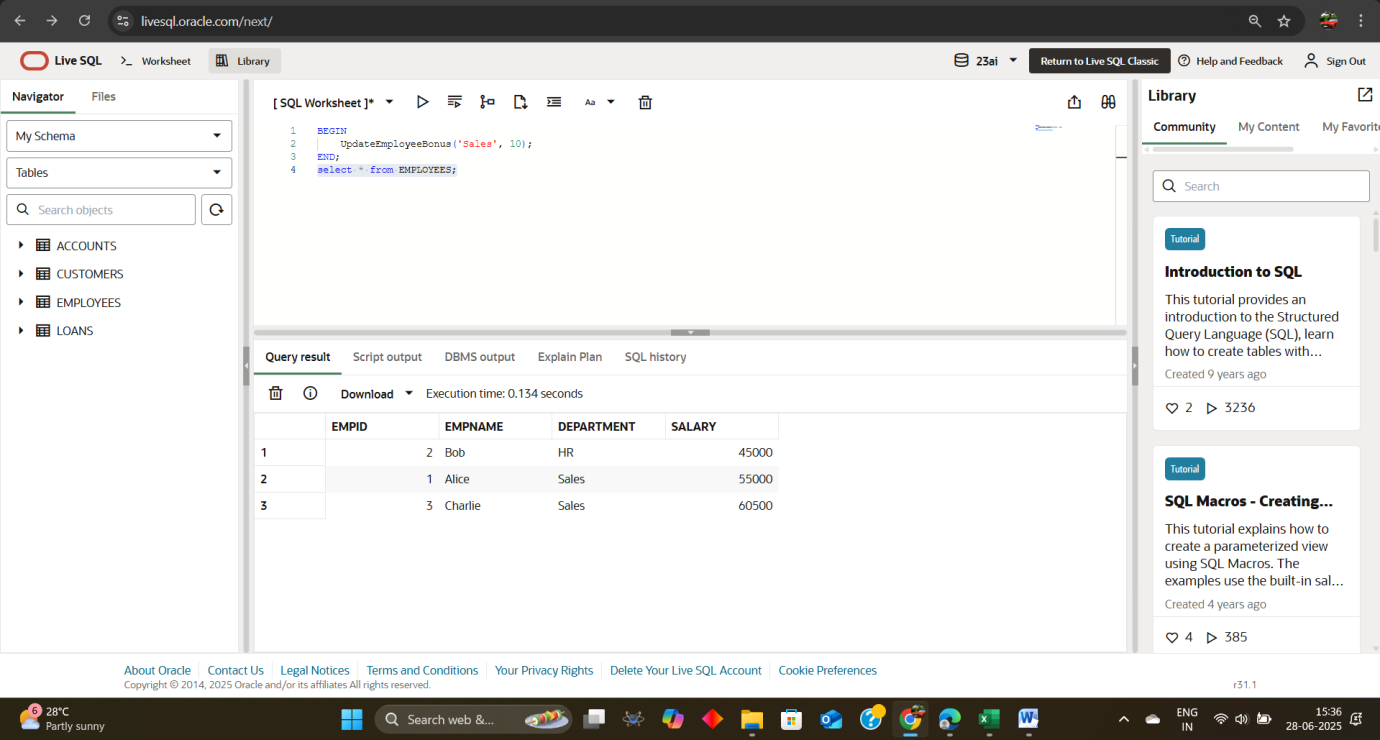 livesql.oracle.com/next/
Live SQL
Worksheet
Library
23ai
Return to Live SQL Classic
Help and Feedback
Sign Out
Navigator
Files
My Schema
Tables
Search objects
ACCOUNTS
CUSTOMERS
EMPLOYEES
LOANS
[ SQL Worksheet ]*
Aa
1 BEGIN
2 UpdateEmployeeBonus('Sales', 10);
3 END;
4 select * from EMPLOYEES;
Query result Script output DBMS output Explain Plan SQL history
Download Execution time: 0.134 seconds
EMPID EMPNAME DEPARTMENT SALARY
1 2 Bob HR 45000
2 1 Alice Sales 55000
3 3 Charlie Sales 60500
Library
Community My Content My Favorit
Search
Tutorial
Introduction to SQL
This tutorial provides an
introduction to the Structured
Query Language (SQL), learn
how to create tables with...
Created 9 years ago
2 3236
Tutorial
SQL Macros - Creating...
This tutorial explains how to
create a parameterized view
using SQL Macros. The
examples use the built-in sal...
Created 4 years ago
4 385
About Oracle Contact Us Legal Notices Terms and Conditions Your Privacy Rights Delete Your Live SQL Account Cookie Preferences
Copyright © 2014, 2025 Oracle and/or its affiliates All rights reserved.
r31.1
6
28°C
Partly sunny
Search web &...
ENG
IN
15:36
28-06-2025